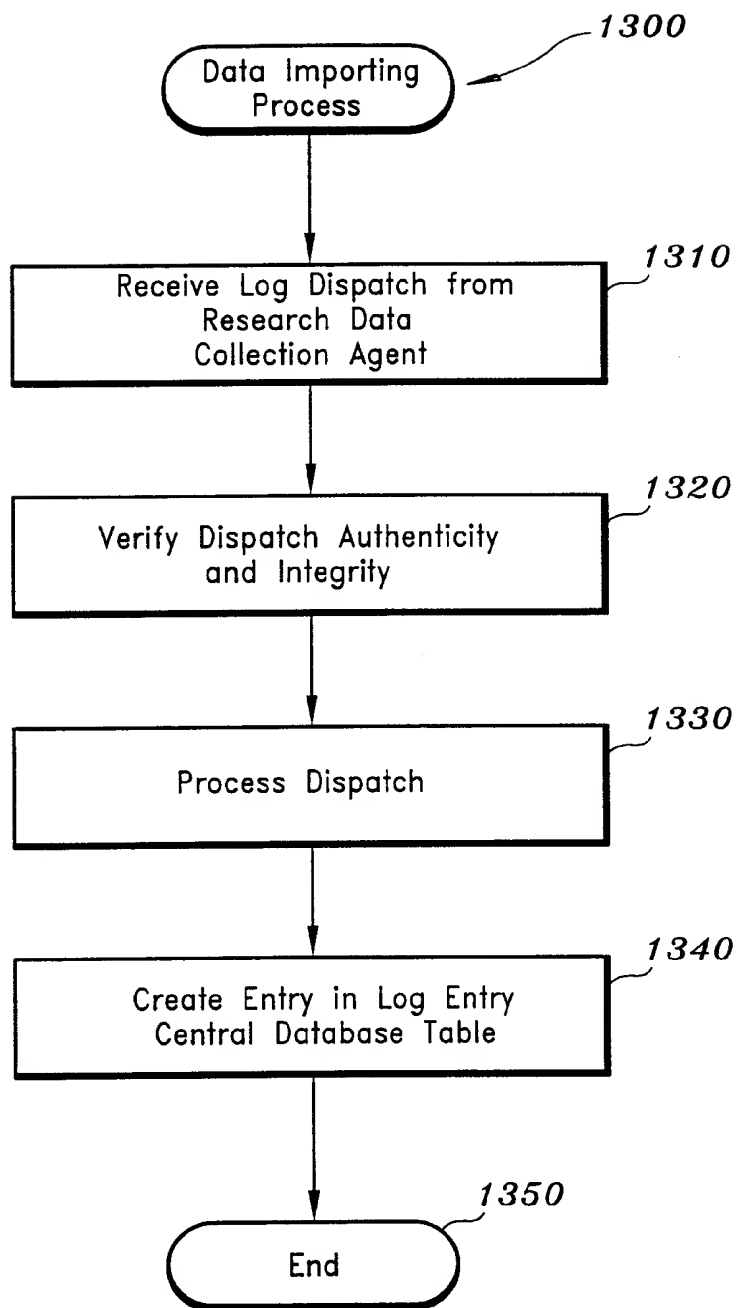 1300
Data Importing
Process
1310
Receive Log Dispatch from
Research Data
Collection Agent
1320
Verify Dispatch Authenticity
and Integrity
1330
Process Dispatch
1340
Create Entry in Log Entry
Central Database Table
1350
End